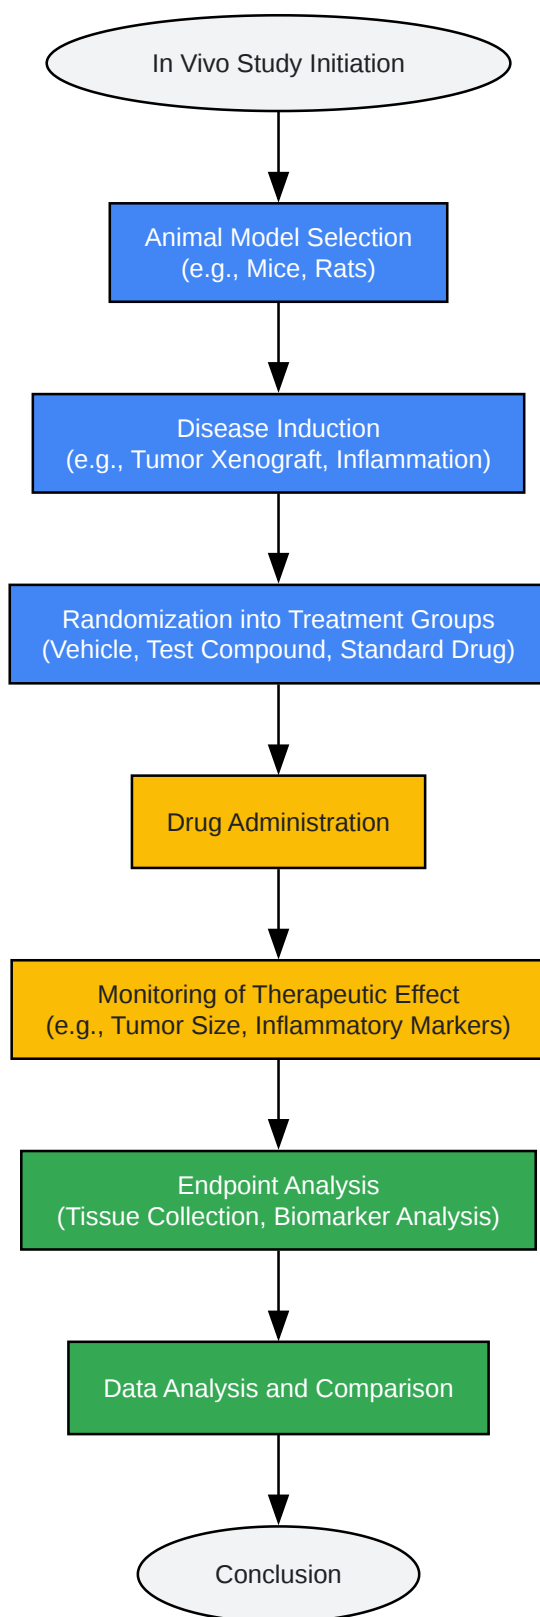 In Vivo Study Initiation
Animal Model Selection
(e.g., Mice, Rats)
Disease Induction
(e.g., Tumor Xenograft, Inflammation)
Randomization into Treatment Groups
(Vehicle, Test Compound, Standard Drug)
Drug Administration
Monitoring of Therapeutic Effect
(e.g., Tumor Size, Inflammatory Markers)
Endpoint Analysis
(Tissue Collection, Biomarker Analysis)
Data Analysis and Comparison
Conclusion